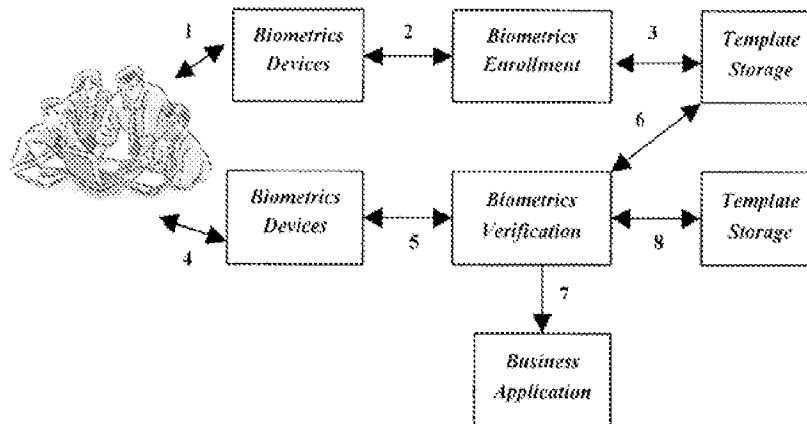 1
Biometrics
Devices
2
Biometrics
Enrollment
3
Template
Storage
6
4
Biometrics
Devices
5
Biometrics
Verification
8
Template
Storage
7
Business
Application